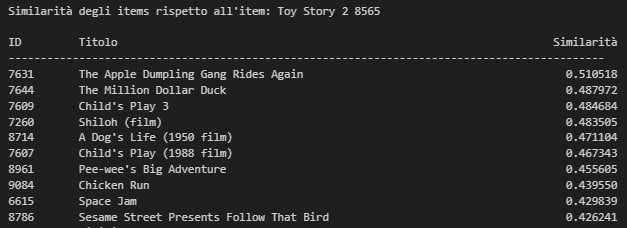 Similarità degli items rispetto all'item: Toy Story 2 8565
ID Titolo Similarità
7631 The Apple Dumpling Gang Rides Again 0.510518
7644 The Million Dollar Duck 0.487972
7609 Child's Play 3 0.484684
7260 Shiloh (film) 0.483505
8714 A Dog's Life (1950 film) 0.471104
7607 Child's Play (1988 film) 0.467343
8961 Pee-wee's Big Adventure 0.455605
9084 Chicken Run 0.439550
6615 Space Jam 0.429839
8786 Sesame Street Presents Follow That Bird 0.426241